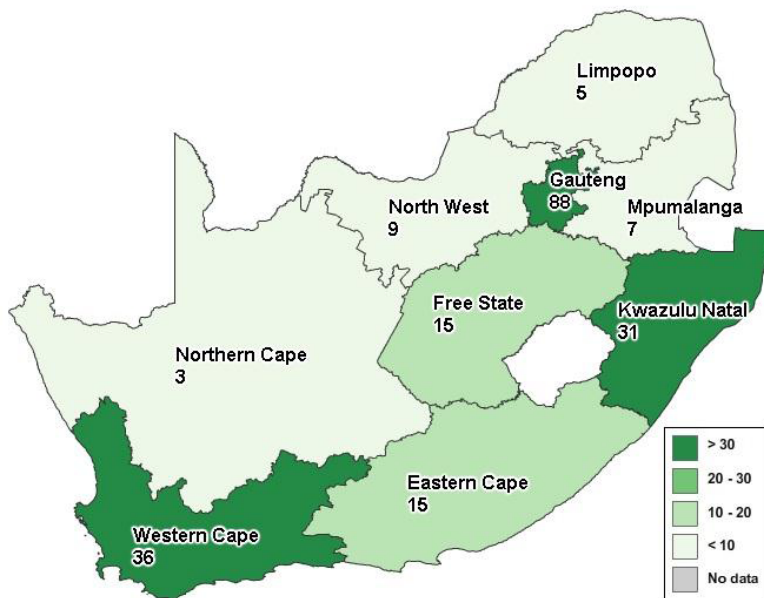 Limpopo
5
Gauteng
88
Mpumalanga
7
North West
9
Free State
15
Kwazulu Natal
31
Northern Cape
3
Eastern Cape
15
Western Cape
36
> 30
20 - 30
10 - 20
< 10
No data